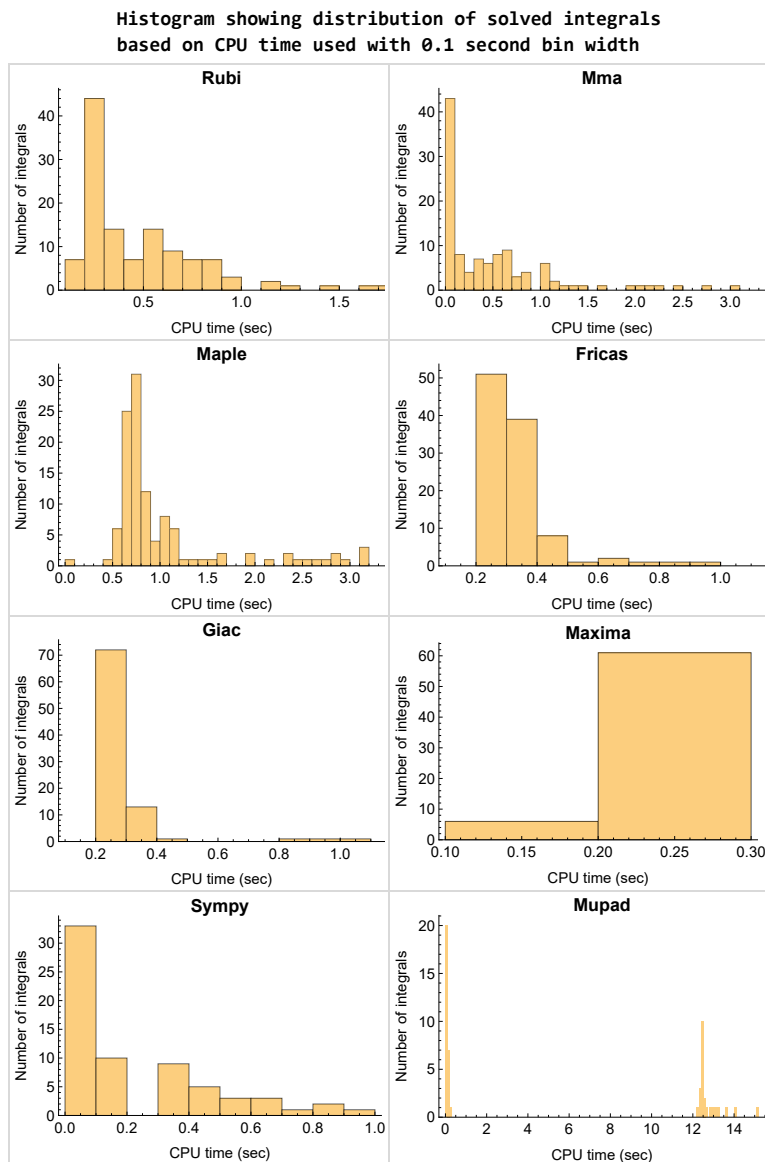 Histogram showing distribution of solved integrals
based on CPU time used with 0.1 second bin width
Rubi
Number of integrals
40
30
20
10
0
0.5 1.0 1.5
CPU time (sec)
Mma
Number of integrals
40
30
20
10
0
0.0 0.5 1.0 1.5 2.0 2.5 3.0
CPU time (sec)
Maple
Number of integrals
30
25
20
15
10
5
0
0.0 0.5 1.0 1.5 2.0 2.5 3.0
CPU time (sec)
Fricas
Number of integrals
50
40
30
20
10
0
0.2 0.4 0.6 0.8 1.0
CPU time (sec)
Giac
Number of integrals
70
60
50
40
30
20
10
0
0.2 0.4 0.6 0.8 1.0
CPU time (sec)
Maxima
Number of integrals
60
50
40
30
20
10
0
0.10 0.15 0.20 0.25 0.30
CPU time (sec)
Sympy
Number of integrals
30
25
20
15
10
5
0
0.0 0.2 0.4 0.6 0.8 1.0
CPU time (sec)
Mupad
Number of integrals
20
15
10
5
0
0 2 4 6 8 10 12 14
CPU time (sec)